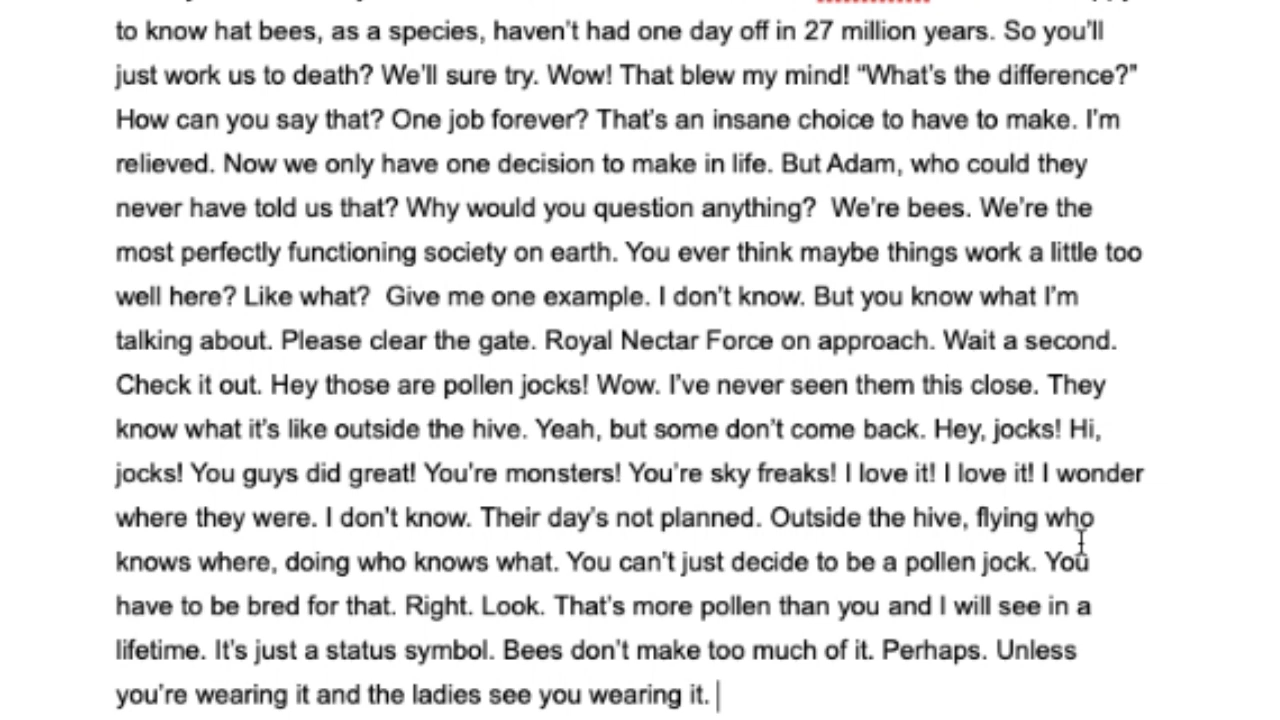 to know hat bees, as a species, haven't had one day off in 27 million years. So you'll
just work us to death? We'll sure try. Wow! That blew my mind! “What's the difference?”
How can you say that? One job forever? That's an insane choice to have to make. I'm
relieved. Now we only have one decision to make in life. But Adam, who could they
never have told us that? Why would you question anything?  We're bees. We're the
most perfectly functioning society on earth. You ever think maybe things work a little too
well here? Like what?  Give me one example. I don't know. But you know what I'm
talking about. Please clear the gate. Royal Nectar Force on approach. Wait a second.
Check it out. Hey those are pollen jocks! Wow. I've never seen them this close. They
know what it's like outside the hive. Yeah, but some don't come back. Hey, jocks! Hi,
jocks! You guys did great! You're monsters! You're sky freaks! I love it! I love it! I wonder
where they were. I don't know. Their day's not planned. Outside the hive, flying who
knows where, doing who knows what. You can't just decide to be a pollen jock. You
have to be bred for that. Right. Look. That's more pollen than you and I will see in a
lifetime. It's just a status symbol. Bees don't make too much of it. Perhaps. Unless
you're wearing it and the ladies see you wearing it.